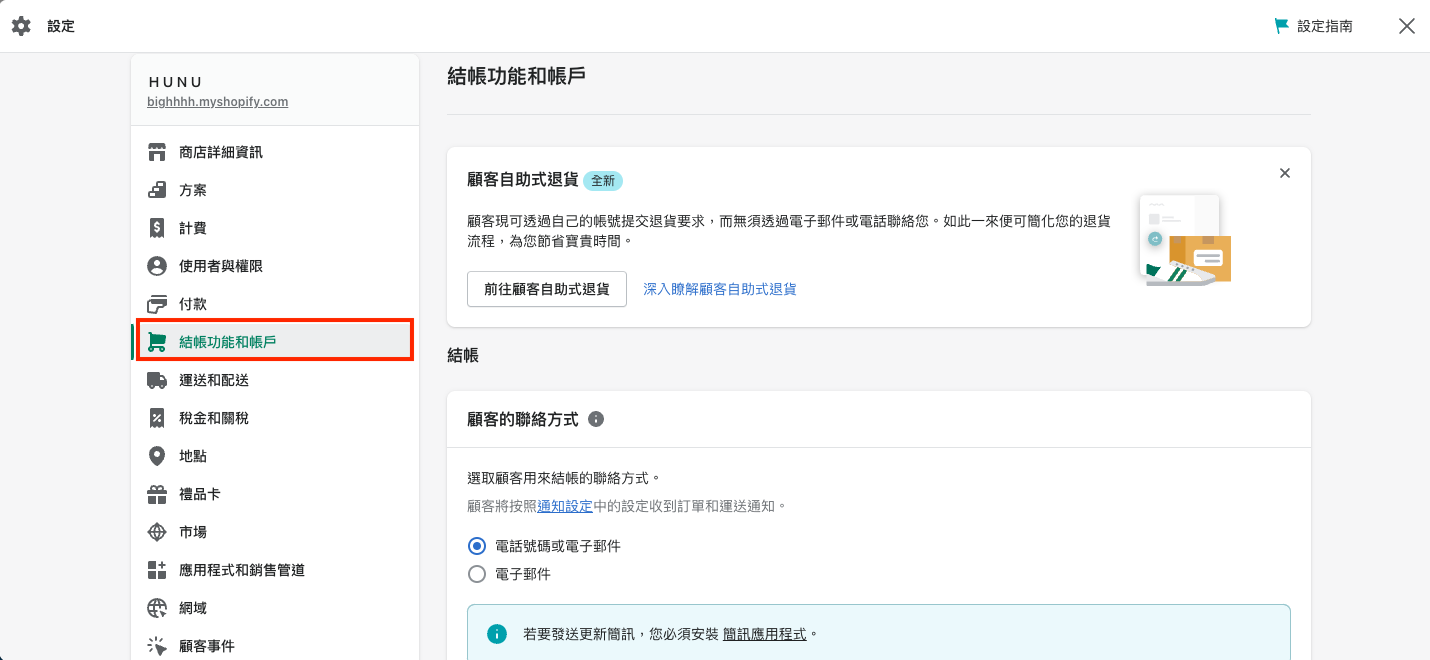 設定
設定指南
HUNU
bighhhh.myshopify.com
商店詳細資訊
方案
計費
使用者與權限
付款
結帳功能和帳戶
運送和配送
稅金和關稅
地點
禮品卡
市場
應用程式和銷售管道
網域
顧客事件
結帳功能和帳戶
顧客自助式退貨 全新
顧客現可透過自己的帳號提交退貨要求，而無須透過電子郵件或電話聯絡您。如此一來便可簡化您的退貨
流程，為您節省寶貴時間。
前往顧客自助式退貨 深入瞭解顧客自助式退貨
結帳
顧客的聯絡方式
選取顧客用來結帳的聯絡方式。
顧客將按照通知設定中的設定收到訂單和運送通知。
電話號碼或電子郵件
電子郵件
若要發送更新簡訊，您必須安裝 簡訊應用程式。